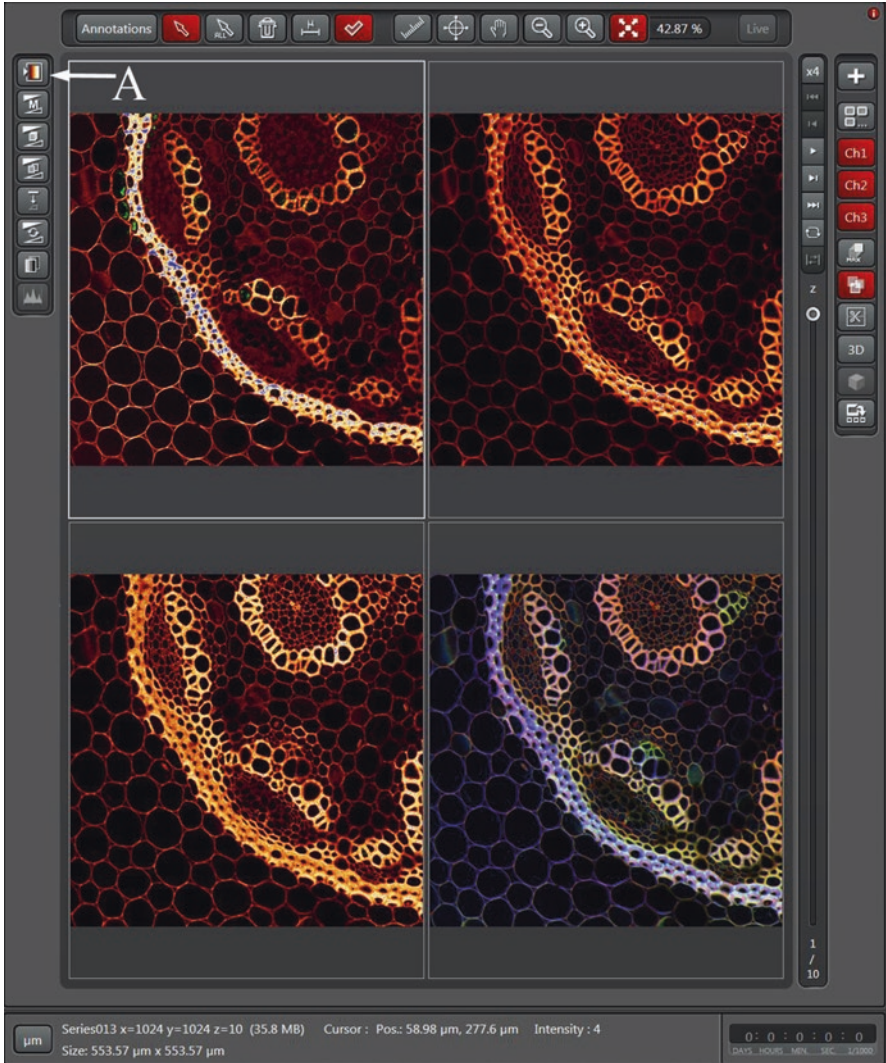 Annotations
ALL
H
42.87 %
Live
A
M
x4
z
1
/
10
...
Ch1
Ch2
Ch3
MAX
3D
µm
Series013 x=1024 y=1024 z=10 (35.8 MB) Cursor : Pos.: 58.98 µm, 277.6 µm Intensity : 4
Size: 553.57 µm x 553.57 µm
0: 0 : 0 : 0 : 0
DAYS HOURS MIN. SEC. 1/1000